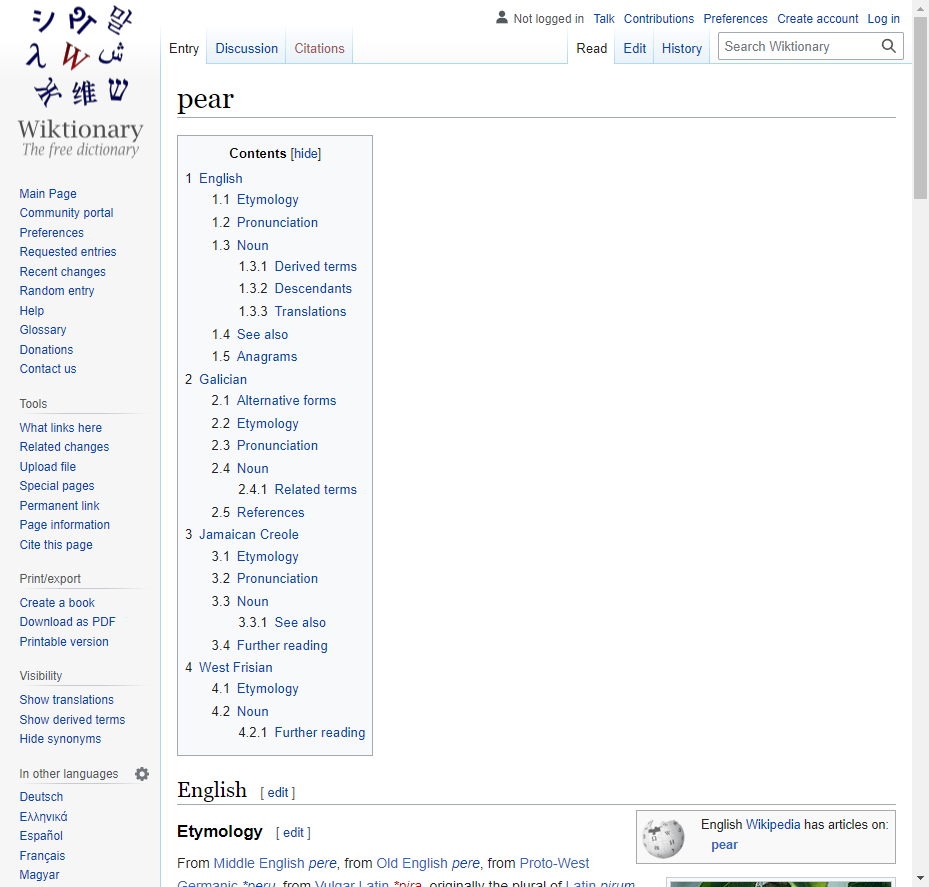 Not logged in Talk Contributions Preferences Create account Log in
Entry Discussion Citations Read Edit History Search Wiktionary
Wiktionary
The free dictionary
Main Page
Community portal
Preferences
Requested entries
Recent changes
Random entry
Help
Glossary
Donations
Contact us
Tools
What links here
Related changes
Upload file
Special pages
Permanent link
Page information
Cite this page
Print/export
Create a book
Download as PDF
Printable version
Visibility
Show translations
Show derived terms
Hide synonyms
In other languages
Deutsch
Ελληνικά
Español
Français
Magyar
pear
Contents [hide]
1 English
1.1 Etymology
1.2 Pronunciation
1.3 Noun
1.3.1 Derived terms
1.3.2 Descendants
1.3.3 Translations
1.4 See also
1.5 Anagrams
2 Galician
2.1 Alternative forms
2.2 Etymology
2.3 Pronunciation
2.4 Noun
2.4.1 Related terms
2.5 References
3 Jamaican Creole
3.1 Etymology
3.2 Pronunciation
3.3 Noun
3.3.1 See also
3.4 Further reading
4 West Frisian
4.1 Etymology
4.2 Noun
4.2.1 Further reading
English [ edit ]
Etymology [ edit ]
From Middle English pere, from Old English pere, from Proto-West
Germanic *peru, from Vulgar Latin *pira, originally the plural of Latin pirum,
English Wikipedia has articles on:
pear